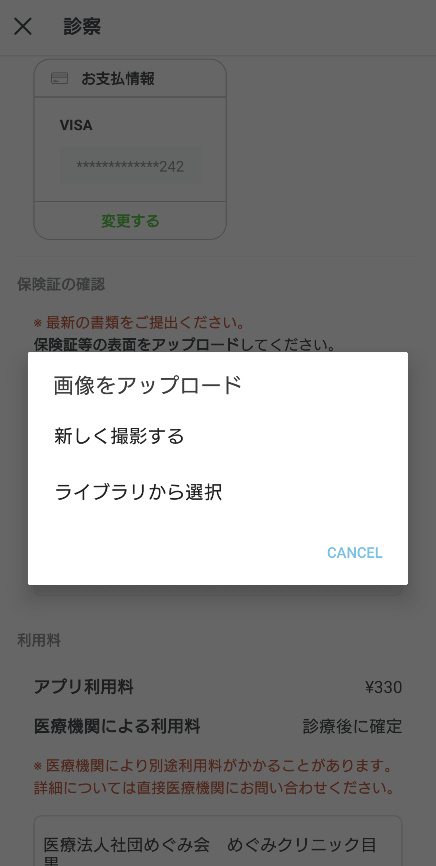 診察
お支払情報
VISA
*************242
変更する
保険証の確認
※ 最新の書類をご提出ください。
保険証等の表面をアップロードしてください。
画像をアップロード
新しく撮影する
ライブラリから選択
CANCEL
利用料
アプリ利用料 ¥330
医療機関による利用料 診療後に確定
※ 医療機関により別途利用料がかかることがあります。
詳細については直接医療機関にお問い合わせください。
医療法人社団めぐみ会　めぐみクリニック目
黒